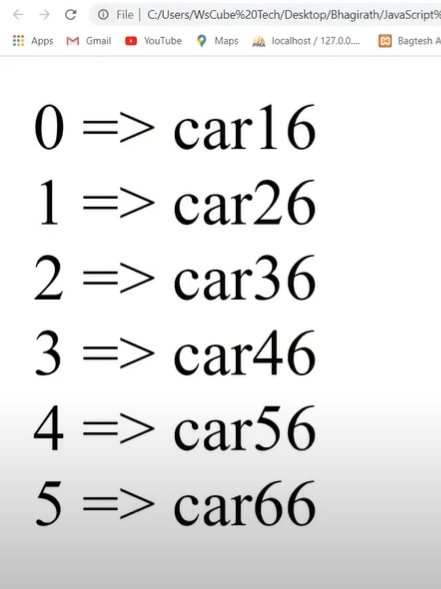 File | C:/Users/WsCube%20Tech/Desktop/Bhagirath/JavaScript%
Apps Gmail YouTube Maps localhost / 127.0.0.... Bagtesh A
0 => car16
1 => car26
2 => car36
3 => car46
4 => car56
5 => car66